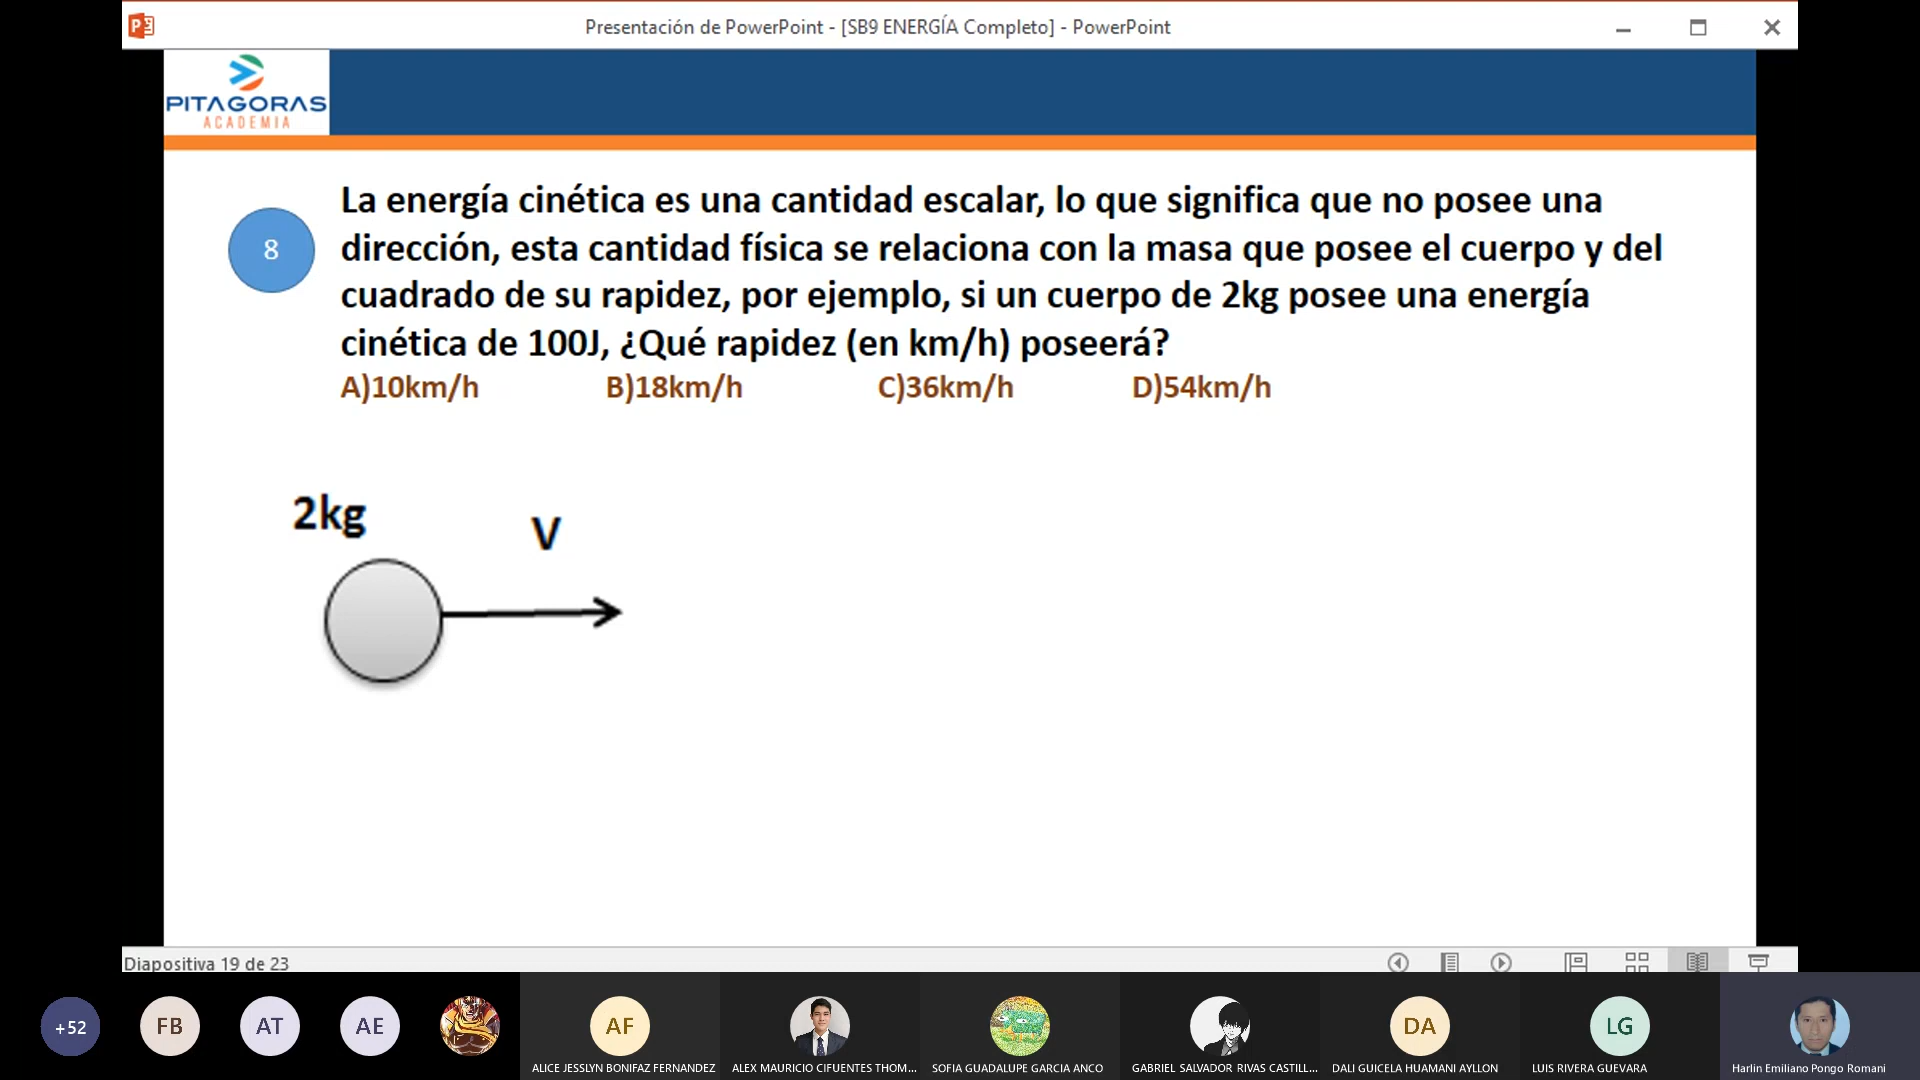 Presentación de PowerPoint - [SB9 ENERGÍA Completo] - PowerPoint
PITAGORAS
ACADEMIA
8
La energía cinética es una cantidad escalar, lo que significa que no posee una
dirección, esta cantidad física se relaciona con la masa que posee el cuerpo y del
cuadrado de su rapidez, por ejemplo, si un cuerpo de 2kg posee una energía
cinética de 100J, ¿Qué rapidez (en km/h) poseerá?
A)10km/h B)18km/h C)36km/h D)54km/h
2kg
V
Diapositiva 19 de 23
+52 FB AT AE AF DA LG
ALICE JESSLYN BONIFAZ FERNANDEZ ALEX MAURICIO CIFUENTES THOM... SOFIA GUADALUPE GARCIA ANCO GABRIEL SALVADOR RIVAS CASTILL... DALI GUICELA HUAMANI AYLLON LUIS RIVERA GUEVARA Harlin Emiliano Pongo Romani